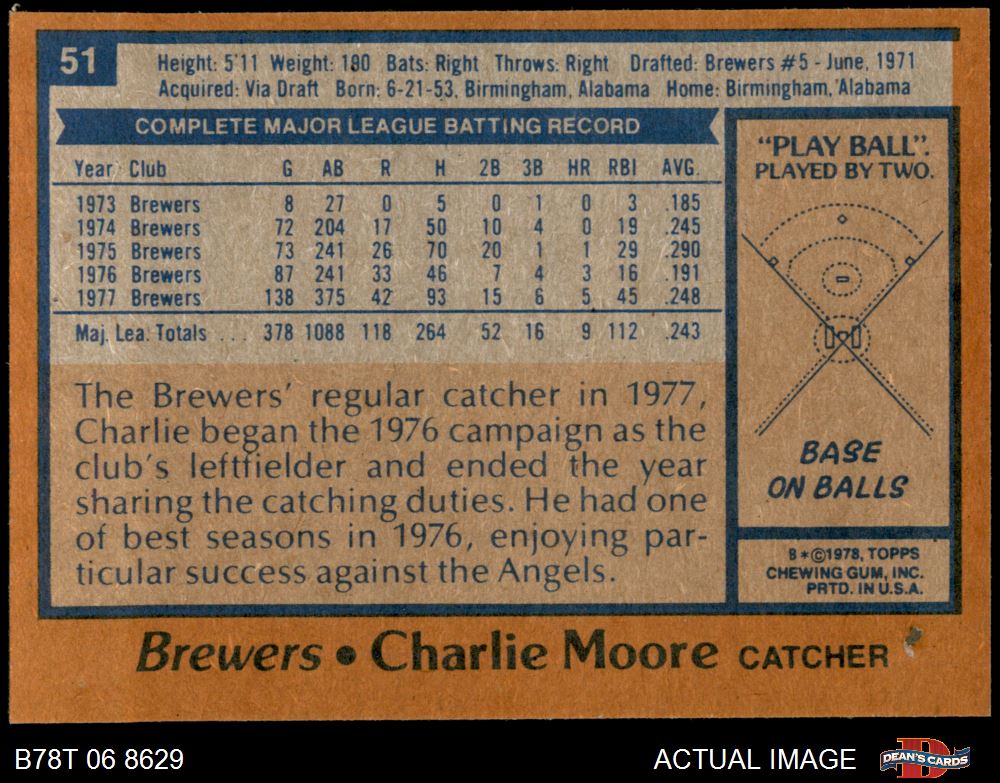 51
Height: 5'11 Weight: 180 Bats: Right Throws: Right Drafted: Brewers #5 - June, 1971
Acquired: Via Draft Born: 6-21-53, Birmingham, Alabama Home: Birmingham, Alabama
COMPLETE MAJOR LEAGUE BATTING RECORD
Year Club G AB R H 2B 3B HR RBI AVG.
1973 Brewers 8 27 0 5 0 1 0 3 .185
1974 Brewers 72 204 17 50 10 4 0 19 .245
1975 Brewers 73 241 26 70 20 1 1 29 .290
1976 Brewers 87 241 33 46 7 4 3 16 .191
1977 Brewers 138 375 42 93 15 6 5 45 .248
Maj. Lea. Totals ... 378 1088 118 264 52 16 9 112 .243
The Brewers' regular catcher in 1977,
Charlie began the 1976 campaign as the
club's leftfielder and ended the year
sharing the catching duties. He had one
of best seasons in 1976, enjoying par-
ticular success against the Angels.
"PLAY BALL".
PLAYED BY TWO.
BASE
ON BALLS
B*©1978, TOPPS
CHEWING GUM, INC.
PRTD. IN U.S.A.
Brewers • Charlie Moore CATCHER
B78T 06 8629
ACTUAL IMAGE
DEAN'S CARDS